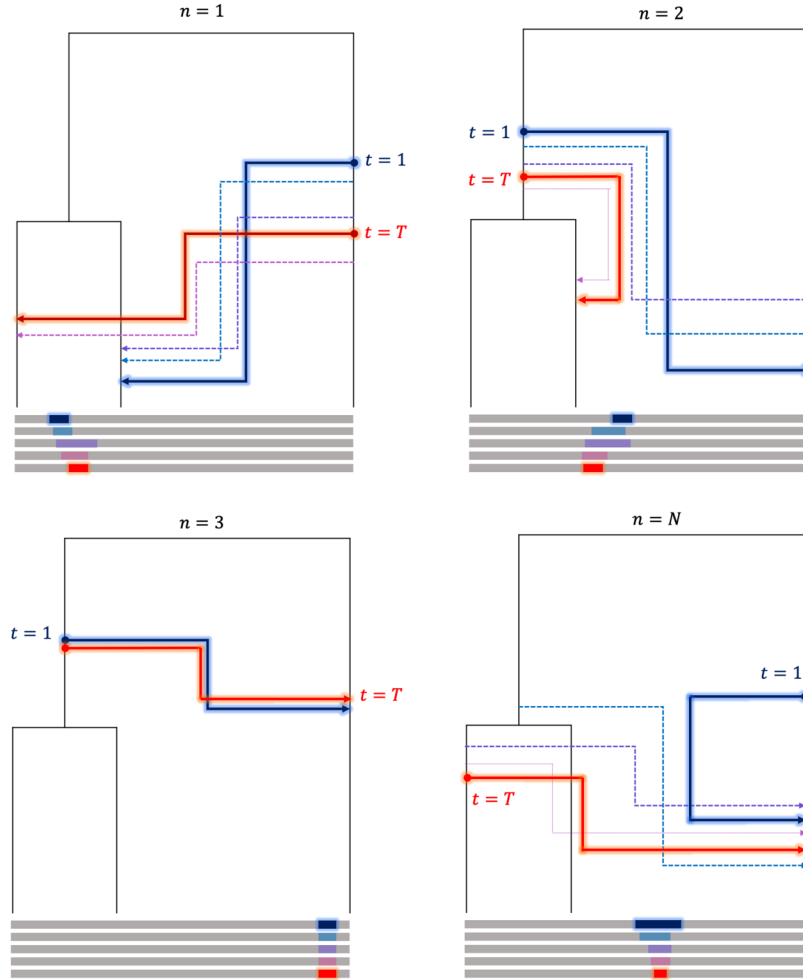 n = 1
t = 1
t = T
n = 2
t = 1
t = T
n = 3
t = 1
t = T
n = N
t = 1
t = T